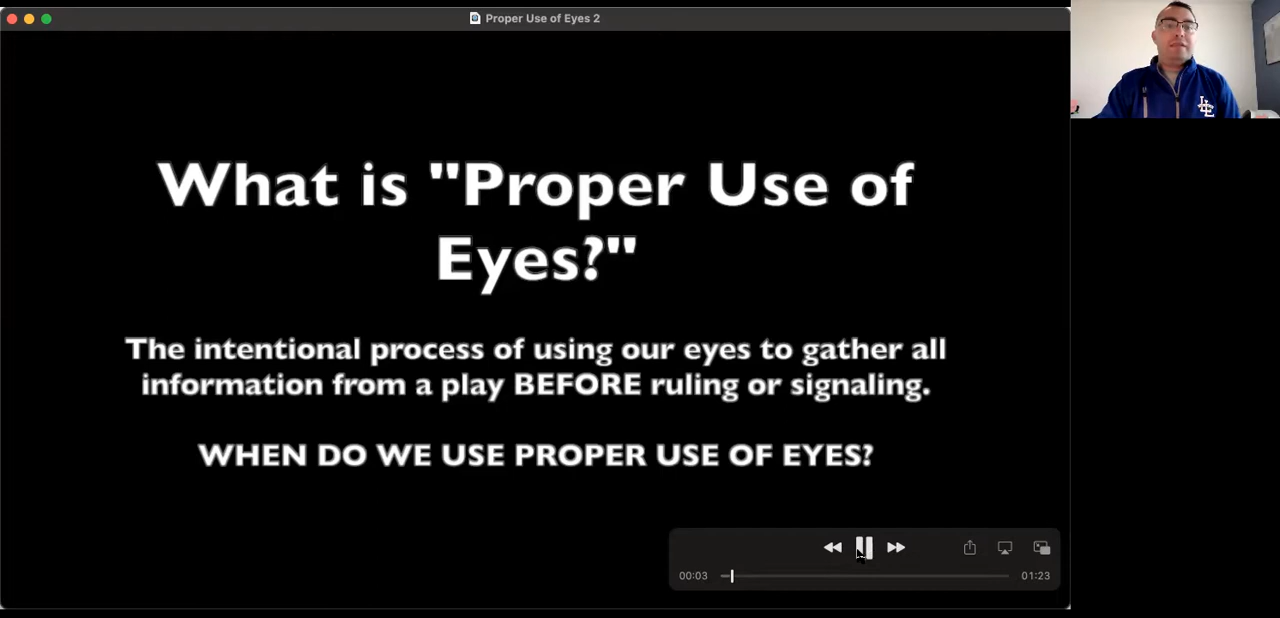 Proper Use of Eyes 2
What is "Proper Use of
Eyes?"
The intentional process of using our eyes to gather all
information from a play BEFORE ruling or signaling.
WHEN DO WE USE PROPER USE OF EYES?
00:03
01:23